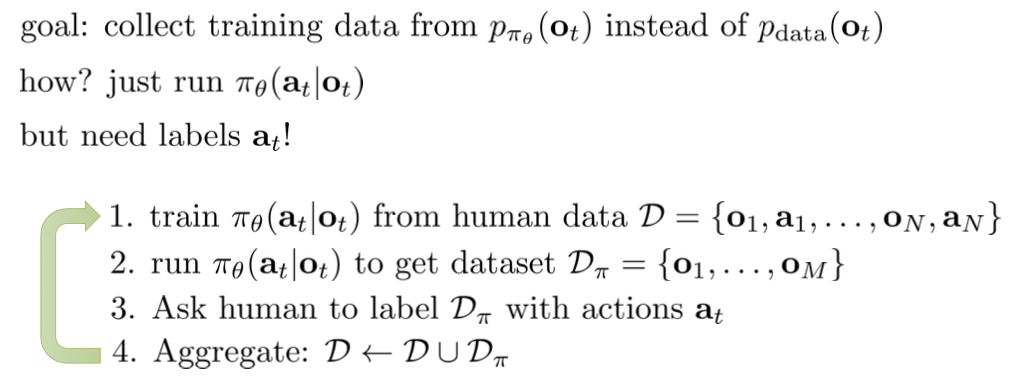 goal: collect training data from $p_{\pi_\theta}(\mathbf{o}_t)$ instead of $p_{\text{data}}(\mathbf{o}_t)$
how? just run $\pi_\theta(\mathbf{a}_t|\mathbf{o}_t)$
but need labels $\mathbf{a}_t$!
1. train $\pi_\theta(\mathbf{a}_t|\mathbf{o}_t)$ from human data $\mathcal{D} = \{\mathbf{o}_1, \mathbf{a}_1, \ldots, \mathbf{o}_N, \mathbf{a}_N\}$
2. run $\pi_\theta(\mathbf{a}_t|\mathbf{o}_t)$ to get dataset $\mathcal{D}_\pi = \{\mathbf{o}_1, \ldots, \mathbf{o}_M\}$
3. Ask human to label $\mathcal{D}_\pi$ with actions $\mathbf{a}_t$
4. Aggregate: $\mathcal{D} \leftarrow \mathcal{D} \cup \mathcal{D}_\pi$